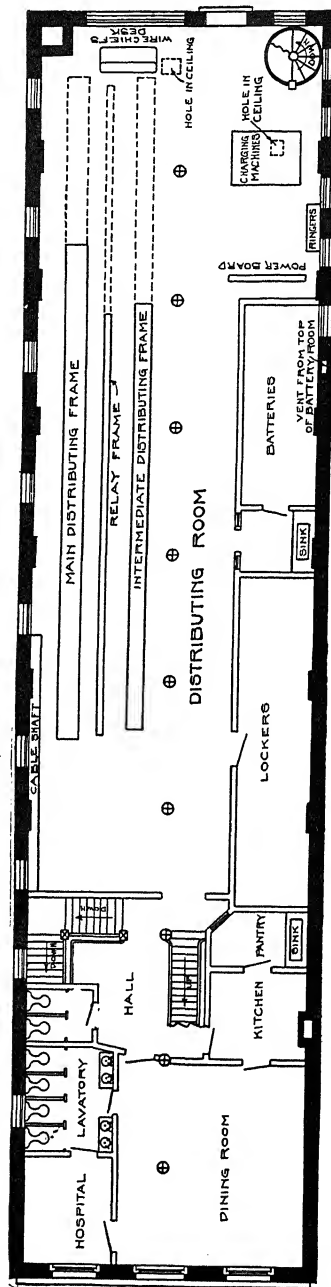 WIRE CHIEFS
DESK
HOLE IN CEILING
DOWN
HOLE IN
CEILING
CHARGING
MACHINES
RINGERS
POWER BOARD
MAIN DISTRIBUTING FRAME
RELAY FRAME
INTERMEDIATE DISTRIBUTING FRAME
BATTERIES
VENT FROM TOP
OF BATTERY ROOM
SINK
DISTRIBUTING ROOM
CABLE SHAFT
LOCKERS
DOWN
DOWN
HALL
UP
PANTRY
SINK
KITCHEN
LAVATORY
HOSPITAL
DINING ROOM